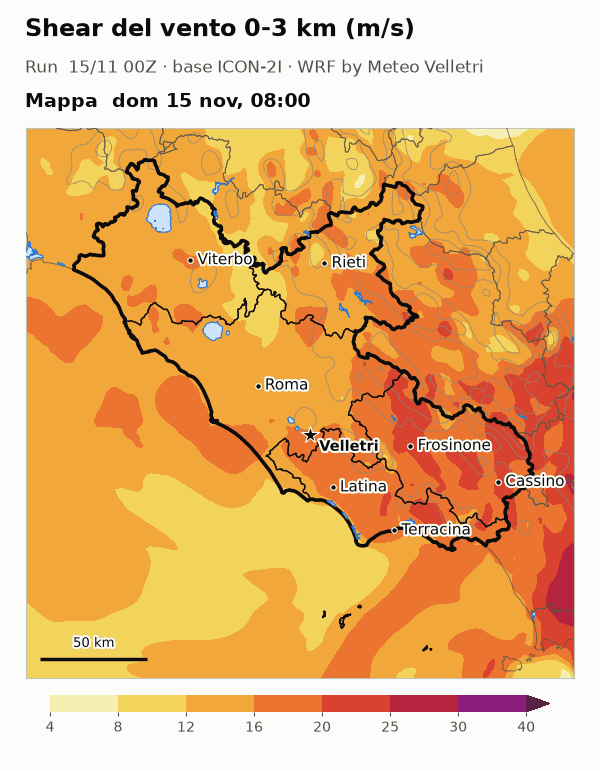 Shear del vento 0-3 km (m/s)
Run  15/11 00Z · base ICON-2I · WRF by Meteo Velletri
Mappa  dom 15 nov, 08:00
Viterbo
Rieti
Roma
Velletri
Frosinone
Latina
Cassino
Terracina
50 km
4 8 12 16 20 25 30 40